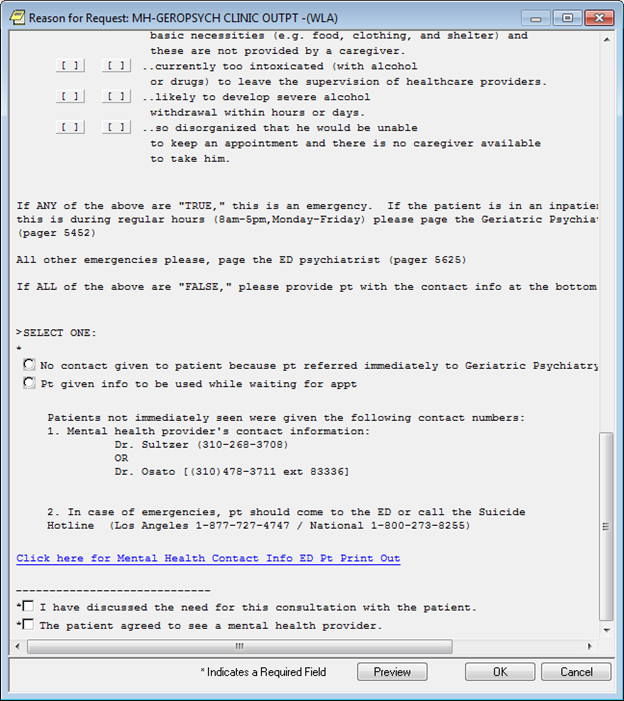 Reason for Request: MH-GEROPSYCH CLINIC OUTPT -(WLA)
basic necessities (e.g. food, clothing, and shelter) and
these are not provided by a caregiver.
[ ] [ ] ..currently too intoxicated (with alcohol
or drugs) to leave the supervision of healthcare providers.
[ ] [ ] ..likely to develop severe alcohol
withdrawal within hours or days.
[ ] [ ] ..so disorganized that he would be unable
to keep an appointment and there is no caregiver available
to take him.
If ANY of the above are "TRUE," this is an emergency. If the patient is in an inpatien
this is during regular hours (8am-5pm,Monday-Friday) please page the Geriatric Psychiat
(pager 5452)
All other emergencies please, page the ED psychiatrist (pager 5625)
If ALL of the above are "FALSE," please provide pt with the contact info at the bottom
>SELECT ONE:
*
No contact given to patient because pt referred immediately to Geriatric Psychiatry
Pt given info to be used while waiting for appt
Patients not immediately seen were given the following contact numbers:
1. Mental health provider's contact information:
Dr. Sultzer (310-268-3708)
OR
Dr. Osato [(310)478-3711 ext 83336]
2. In case of emergencies, pt should come to the ED or call the Suicide
Hotline (Los Angeles 1-877-727-4747 / National 1-800-273-8255)
Click here for Mental Health Contact Info ED Pt Print Out
-----------------------------
* I have discussed the need for this consultation with the patient.
* The patient agreed to see a mental health provider.
* Indicates a Required Field Preview OK Cancel